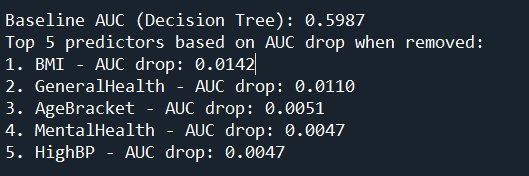 Baseline AUC (Decision Tree): 0.5987
Top 5 predictors based on AUC drop when removed:
1. BMI - AUC drop: 0.0142
2. GeneralHealth - AUC drop: 0.0110
3. AgeBracket - AUC drop: 0.0051
4. MentalHealth - AUC drop: 0.0047
5. HighBP - AUC drop: 0.0047